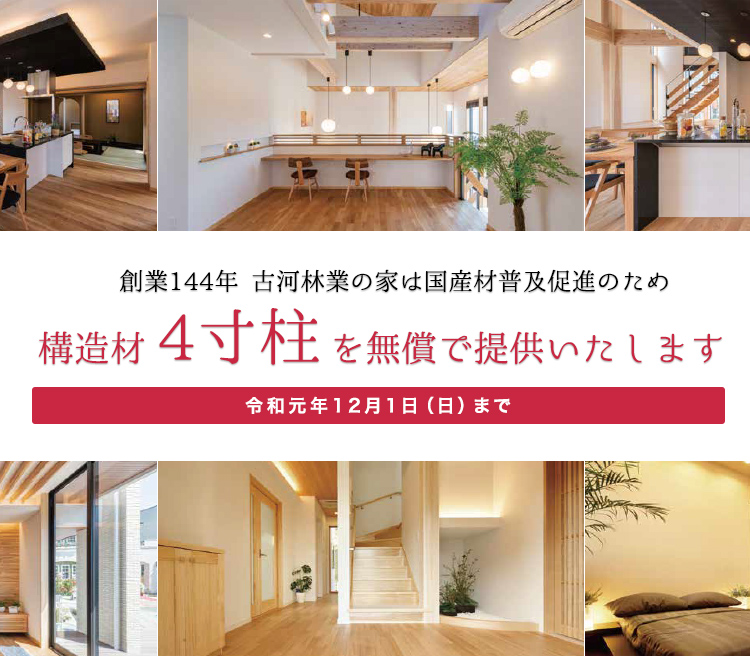 創業144年 古河林業の家は国産材普及促進のため
構造材 4寸柱 を無償で提供いたします
令和元年12月1日（日）まで